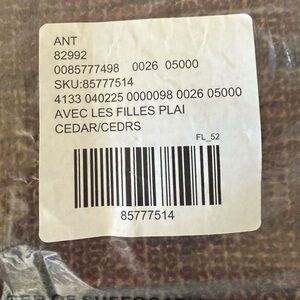 ANT
82992
0085777498 0026 05000
SKU:85777514
4133 040225 0000098 0026 05000
AVEC LES FILLES PLAI
CEDAR/CEDRS
FL_52
85777514